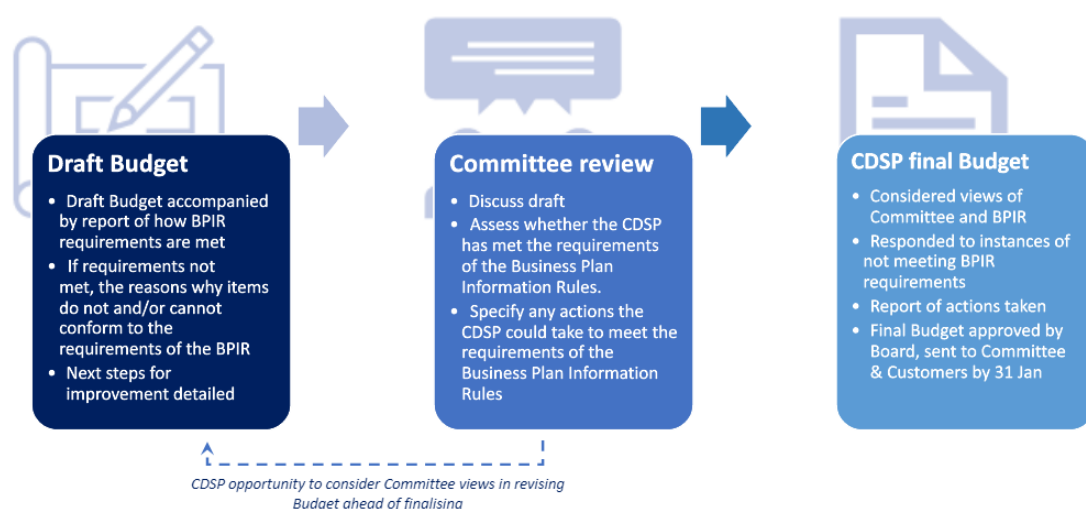 Draft Budget
• Draft Budget accompanied
by report of how BPIR
requirements are met
• If requirements not
met, the reasons why items
do not and/or cannot
conform to the
requirements of the BPIR
• Next steps for
improvement detailed
Committee review
• Discuss draft
• Assess whether the CDSP
has met the requirements
of the Business Plan
Information Rules.
• Specify any actions the
CDSP could take to meet the
requirements of the
Business Plan Information
Rules
CDSP final Budget
• Considered views of
Committee and BPIR
• Responded to instances of
not meeting BPIR
requirements
• Report of actions taken
• Final Budget approved by
Board, sent to Committee
& Customers by 31 Jan
CDSP opportunity to consider Committee views in revising
Budget ahead of finalising